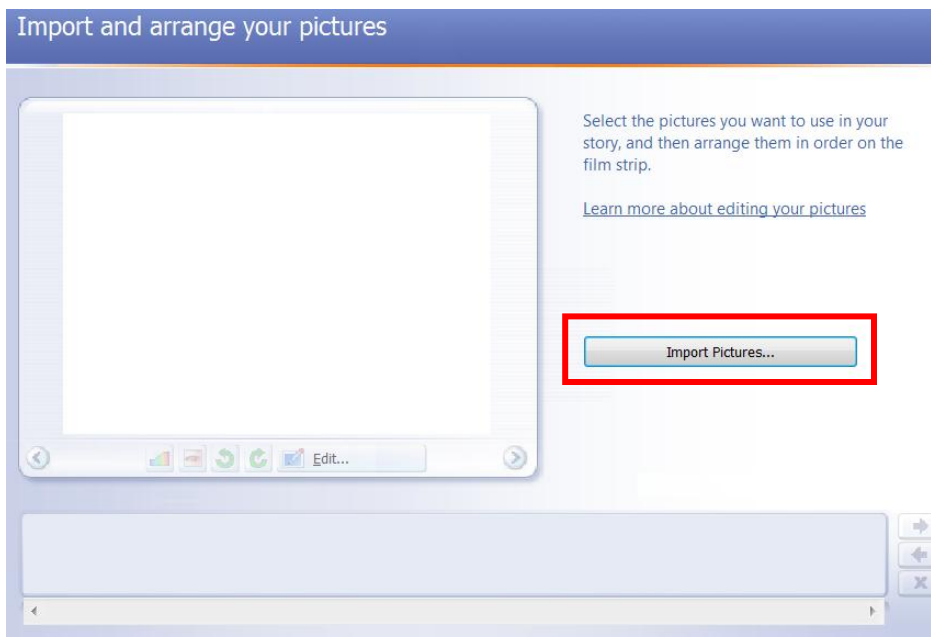 Import and arrange your pictures
Select the pictures you want to use in your
story, and then arrange them in order on the
film strip.
Learn more about editing your pictures
Import Pictures...
Edit...